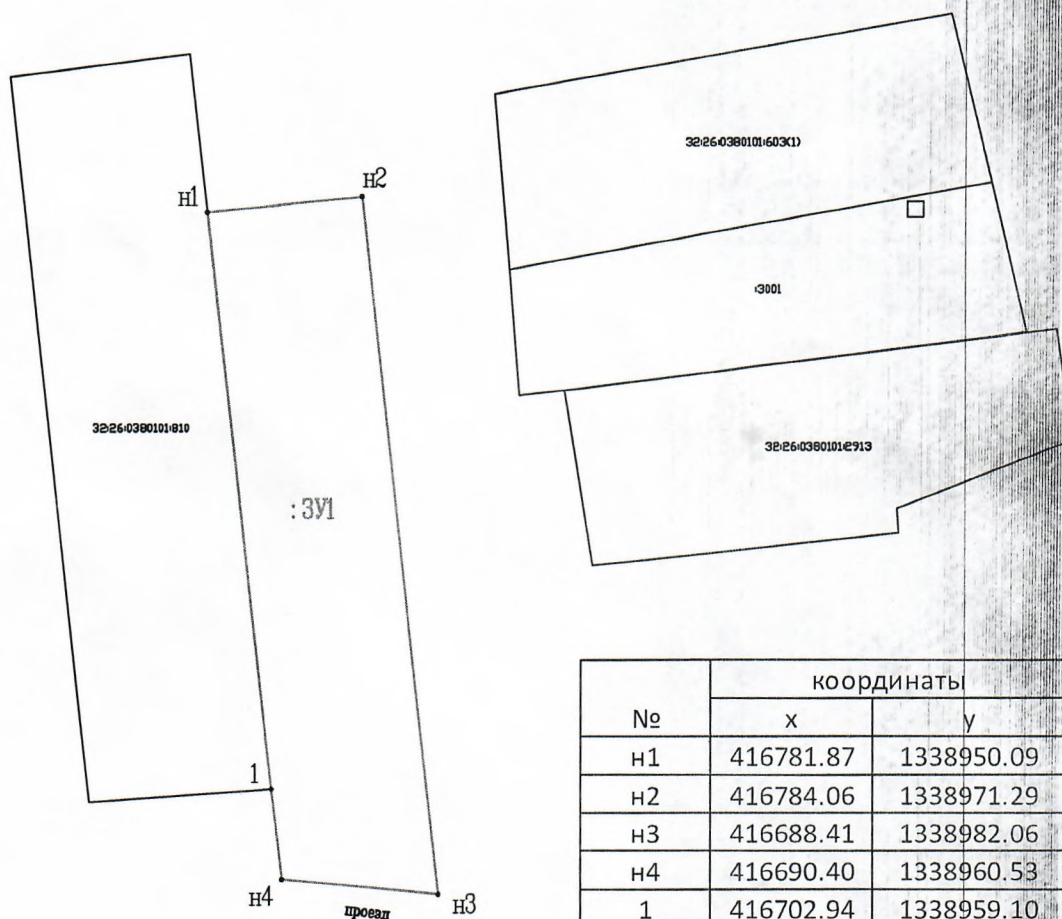 н1
н2
32:26:0380101:810
:ЗУ1
1
н4
н3
проезд
32:26:0380101:603(1)
:3001
32:26:0380101:2913
координаты
№ x y
н1 416781.87 1338950.09
н2 416784.06 1338971.29
н3 416688.41 1338982.06
н4 416690.40 1338960.53
1 416702.94 1338959.10